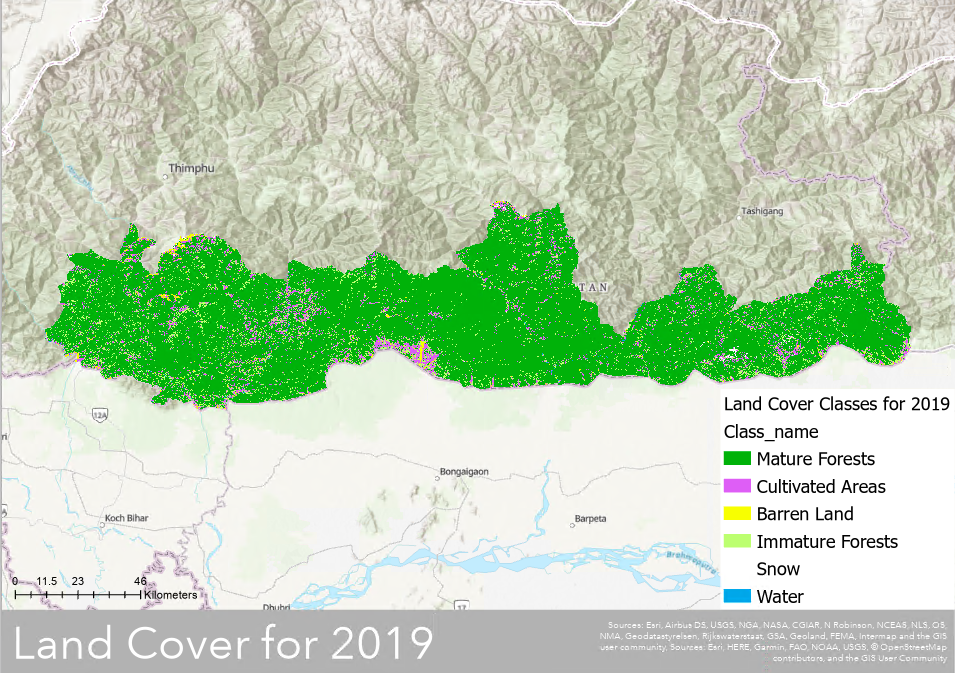 Thimphu
Tashigang
TAN
12A
ri
Bongaigaon
Koch Bihar
Barpeta
Brahmaputra
Dhubri
17
0 11.5 23 46
Kilometers
Land Cover Classes for 2019
Class_name
Mature Forests
Cultivated Areas
Barren Land
Immature Forests
Snow
Water
Land Cover for 2019
Sources: Esri, Airbus DS, USGS, NGA, NASA, CGIAR, N Robinson, NCEAS, NLS, OS,
NMA, Geodatastyrelsen, Rijkswaterstaat, GSA, Geoland, FEMA, Intermap and the GIS
user community, Sources: Esri, HERE, Garmin, FAO, NOAA, USGS, © OpenStreetMap
contributors, and the GIS User Community